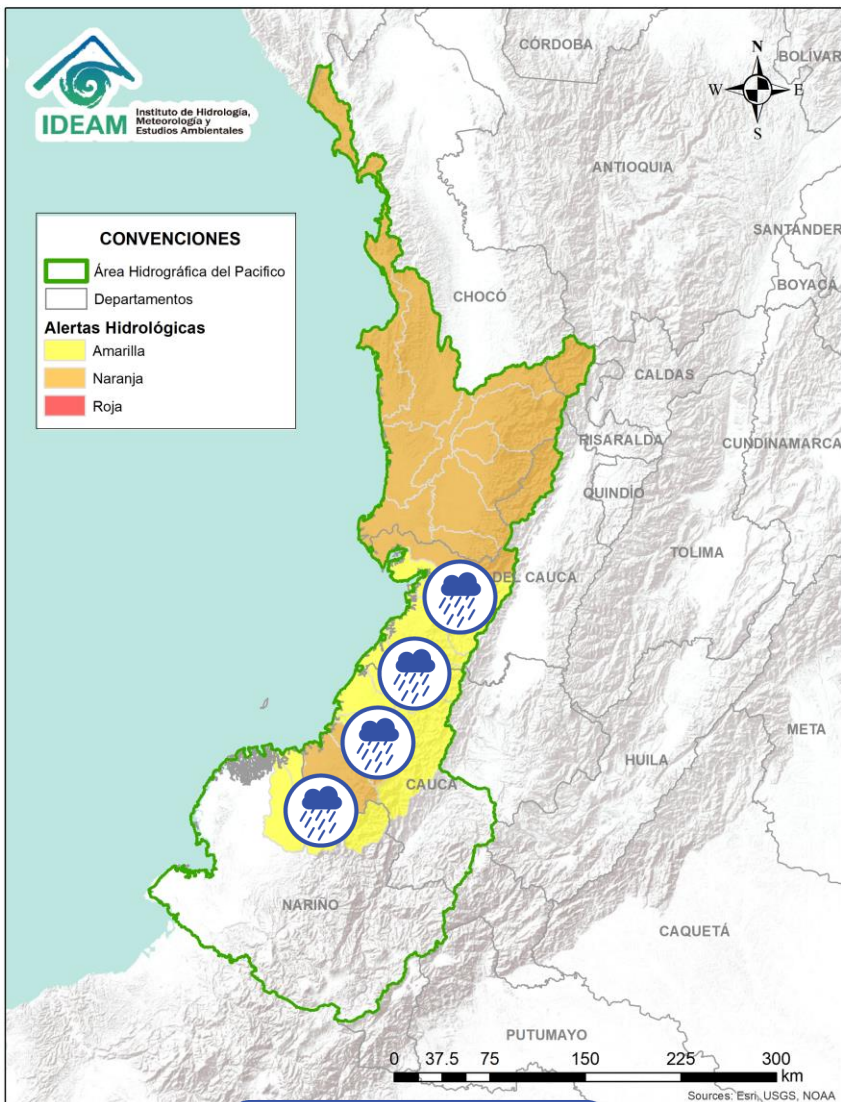 IDEAM
Instituto de Hidrología,
Meteorología y
Estudios Ambientales
CÓRDOBA
BOLÍVAR
N
W
E
S
ANTIOQUIA
SANTANDER
BOYACÁ
CONVENCIONES
Área Hidrográfica del Pacifico
Departamentos
Alertas Hidrológicas
Amarilla
Naranja
Roja
CHOCÓ
CALDAS
RISARALDA
CUNDINAMARCA
QUINDÍO
TOLIMA
DEL CAUCA
META
HUILA
CAUCA
NARIÑO
CAQUETÁ
PUTUMAYO
0 37.5 75 150 225 300
km
Sources: Esri, USGS, NOAA